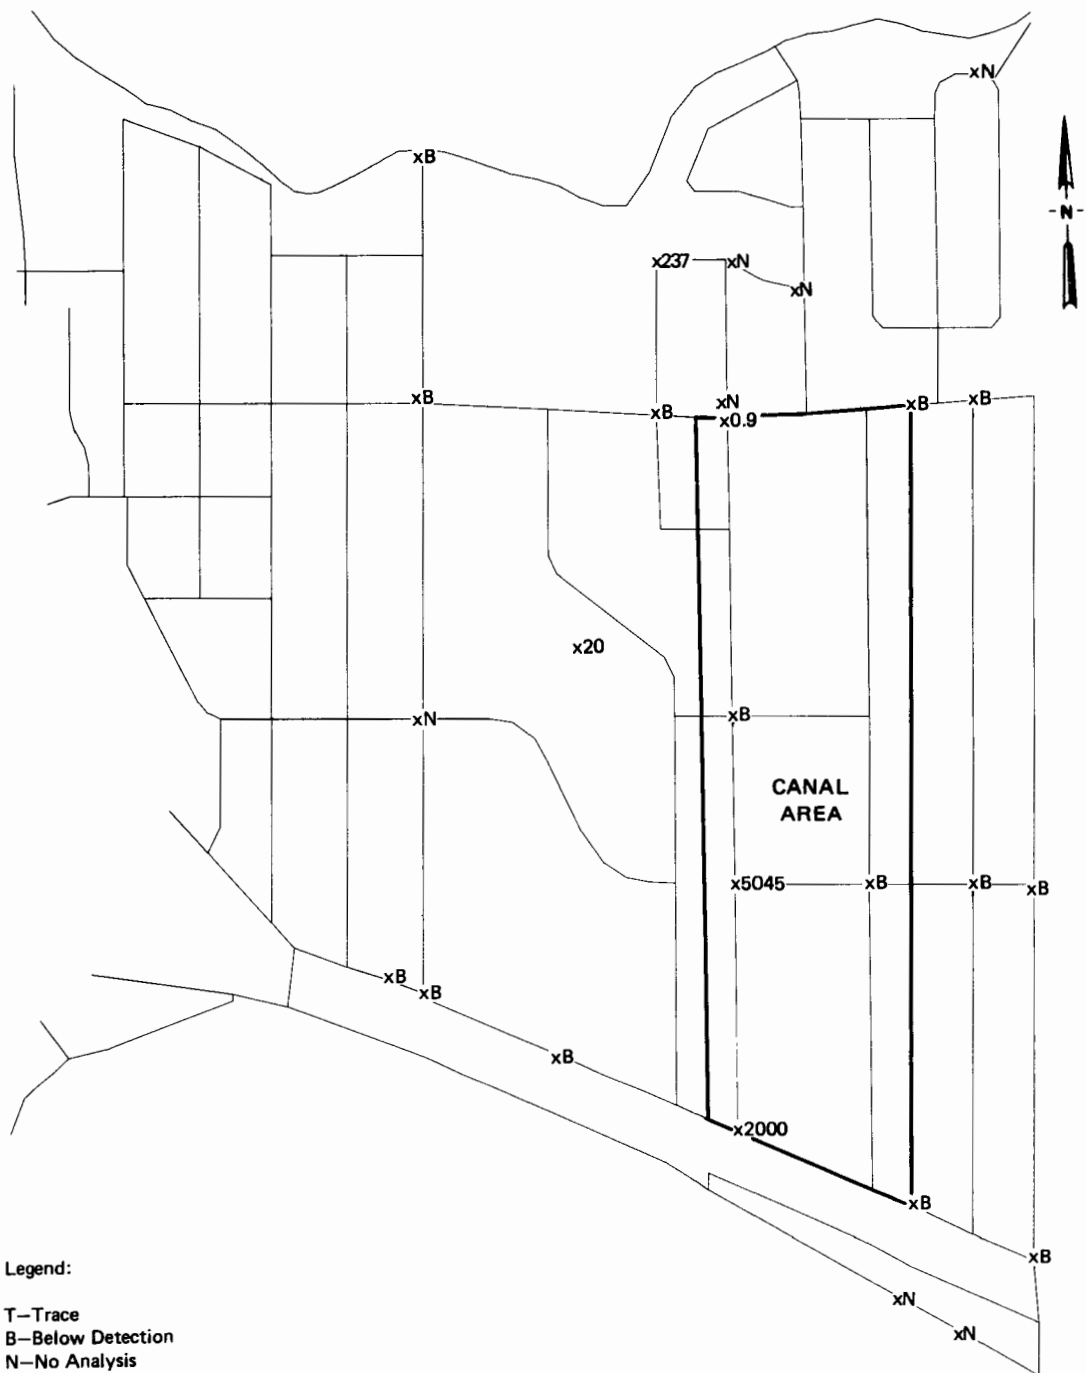 xN
xB
-N-
x237
xN
xN
xB
xN
xB
xB
xB
x0.9
x20
xB
xN
CANAL
AREA
x5045
xB
xB
xB
xB
xB
xB
x2000
xB
xB
xN
xN
Legend:
T—Trace
B—Below Detection
N—No Analysis